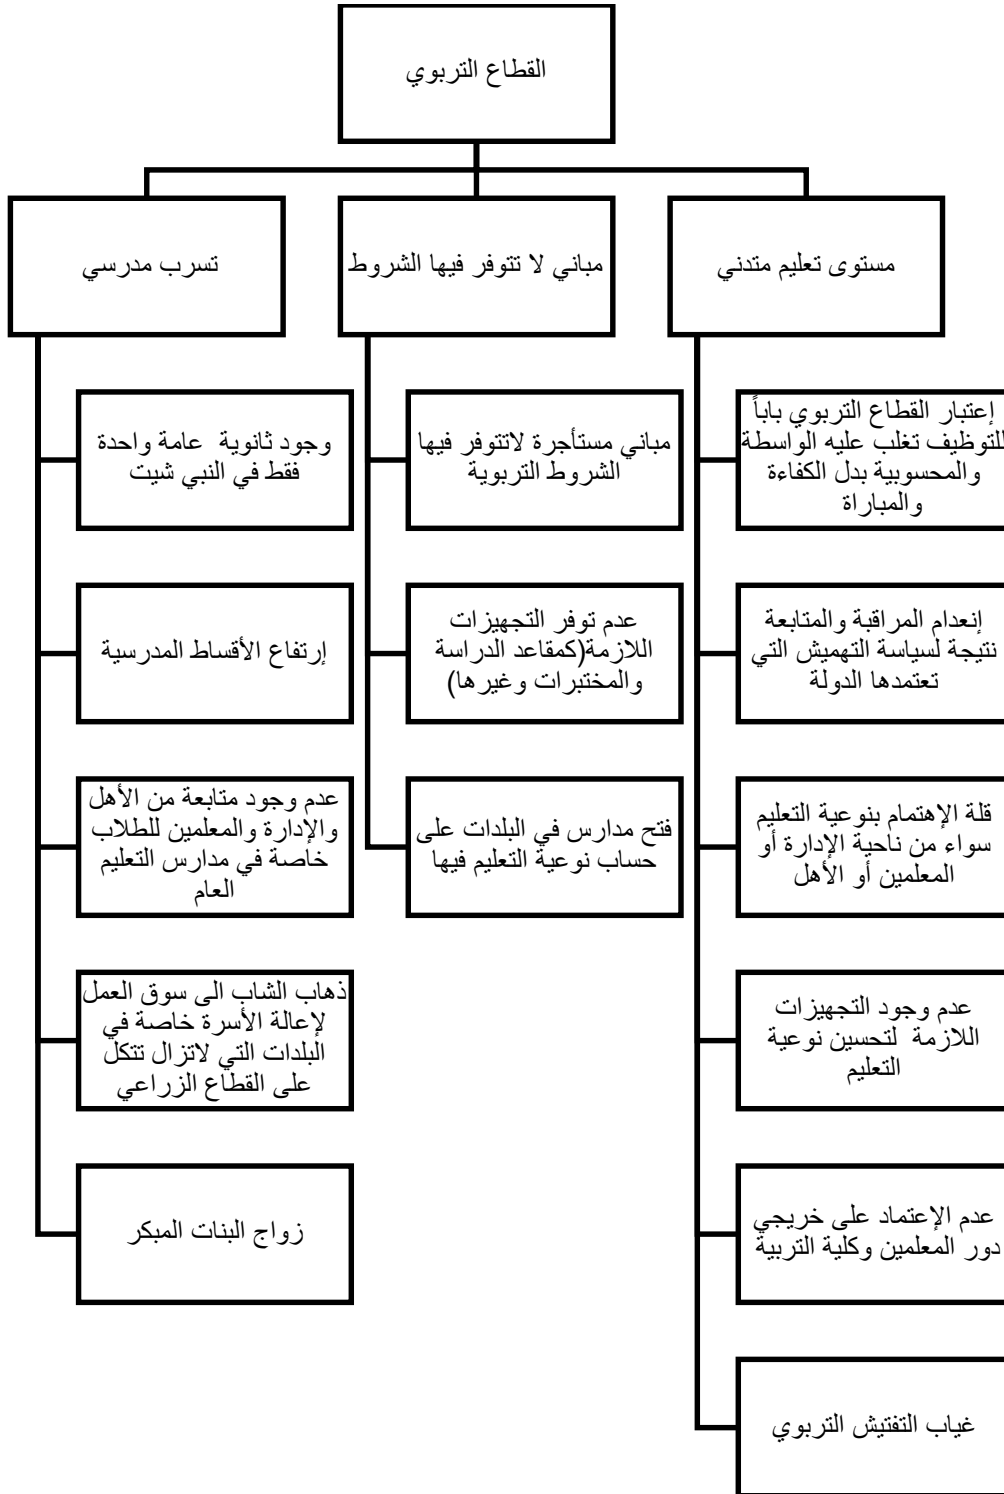 القطاع التربوي
مستوى تعليم متدني
إعتبار القطاع التربوي باباً
للتوظيف تغلب عليه الواسطة
والمحسوبية بدل الكفاءة
والمباراة
إنعدام المراقبة والمتابعة
نتيجة لسياسة التهميش التي
تعتمدها الدولة
قلة الإهتمام بنوعية التعليم
سواء من ناحية الإدارة أو
المعلمين أو الأهل
عدم وجود التجهيزات
اللازمة لتحسين نوعية
التعليم
عدم الإعتماد على خريجي
دور المعلمين وكلية التربية
غياب التفتيش التربوي
مباني لا تتوفر فيها الشروط
مباني مستأجرة لاتتوفر فيها
الشروط التربوية
عدم توفر التجهيزات
اللازمة(كمقاعد الدراسة
والمختبرات وغيرها)
فتح مدارس في البلدات على
حساب نوعية التعليم فيها
تسرب مدرسي
وجود ثانوية عامة واحدة
فقط في النبي شيت
إرتفاع الأقساط المدرسية
عدم وجود متابعة من الأهل
والإدارة والمعلمين للطلاب
خاصة في مدارس التعليم
العام
ذهاب الشاب الى سوق العمل
لإعالة الأسرة خاصة في
البلدات التي لاتزال تتكل
على القطاع الزراعي
زواج البنات المبكر